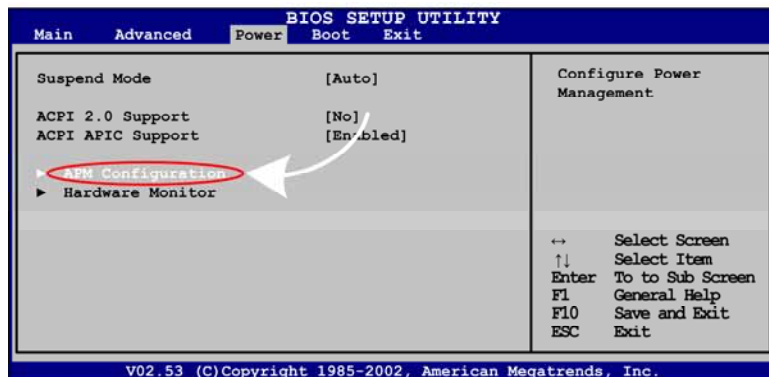 BIOS SETUP UTILITY
Main Advanced Power Boot Exit
Suspend Mode [Auto]
ACPI 2.0 Support [No]
ACPI APIC Support [Enabled]
► APM Configuration
► Hardware Monitor
Configure Power
Management
↔ Select Screen
↑↓ Select Item
Enter To to Sub Screen
F1 General Help
F10 Save and Exit
ESC Exit
V02.53 (C)Copyright 1985-2002, American Megatrends, Inc.